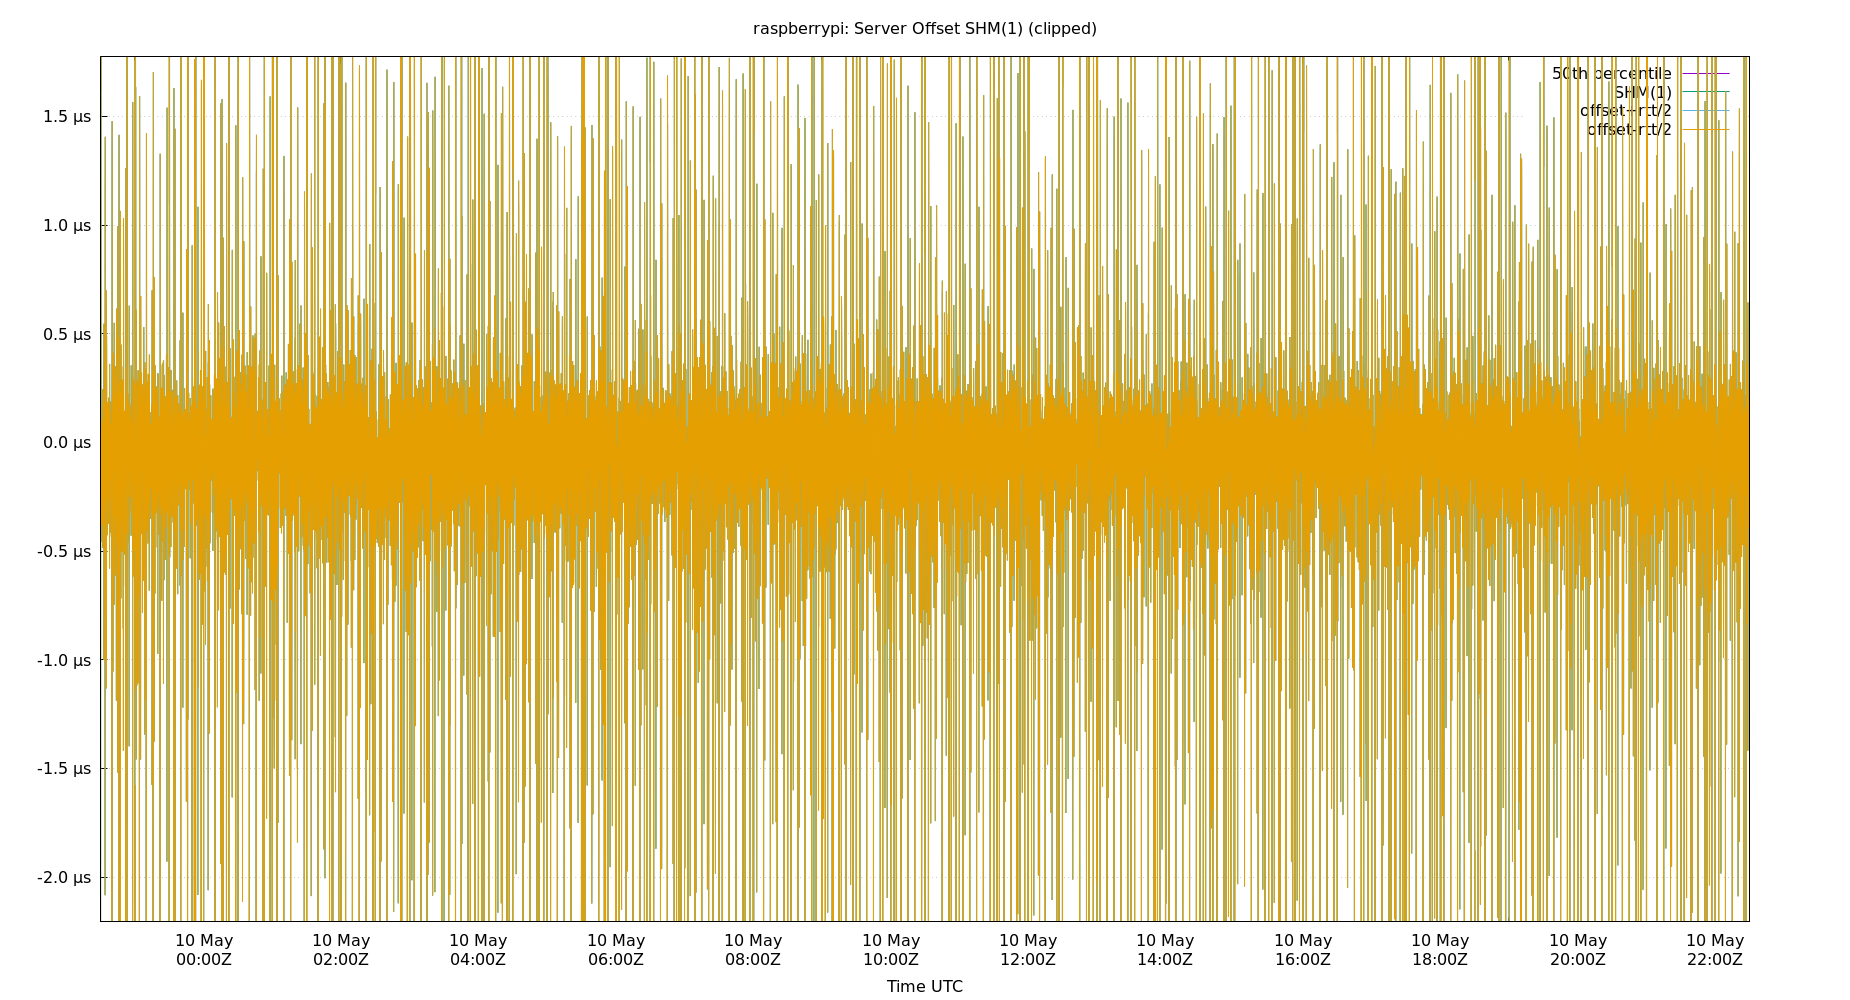 raspberrypi: Server Offset SHM(1) (clipped)
50th percentile
SHM(1)
offset+rtt/2
offset-rtt/2
1.5 µs
1.0 µs
0.5 µs
0.0 µs
-0.5 µs
-1.0 µs
-1.5 µs
-2.0 µs
10 May 10 May 10 May 10 May 10 May 10 May 10 May 10 May 10 May 10 May 10 May 10 May
00:00Z 02:00Z 04:00Z 06:00Z 08:00Z 10:00Z 12:00Z 14:00Z 16:00Z 18:00Z 20:00Z 22:00Z
Time UTC